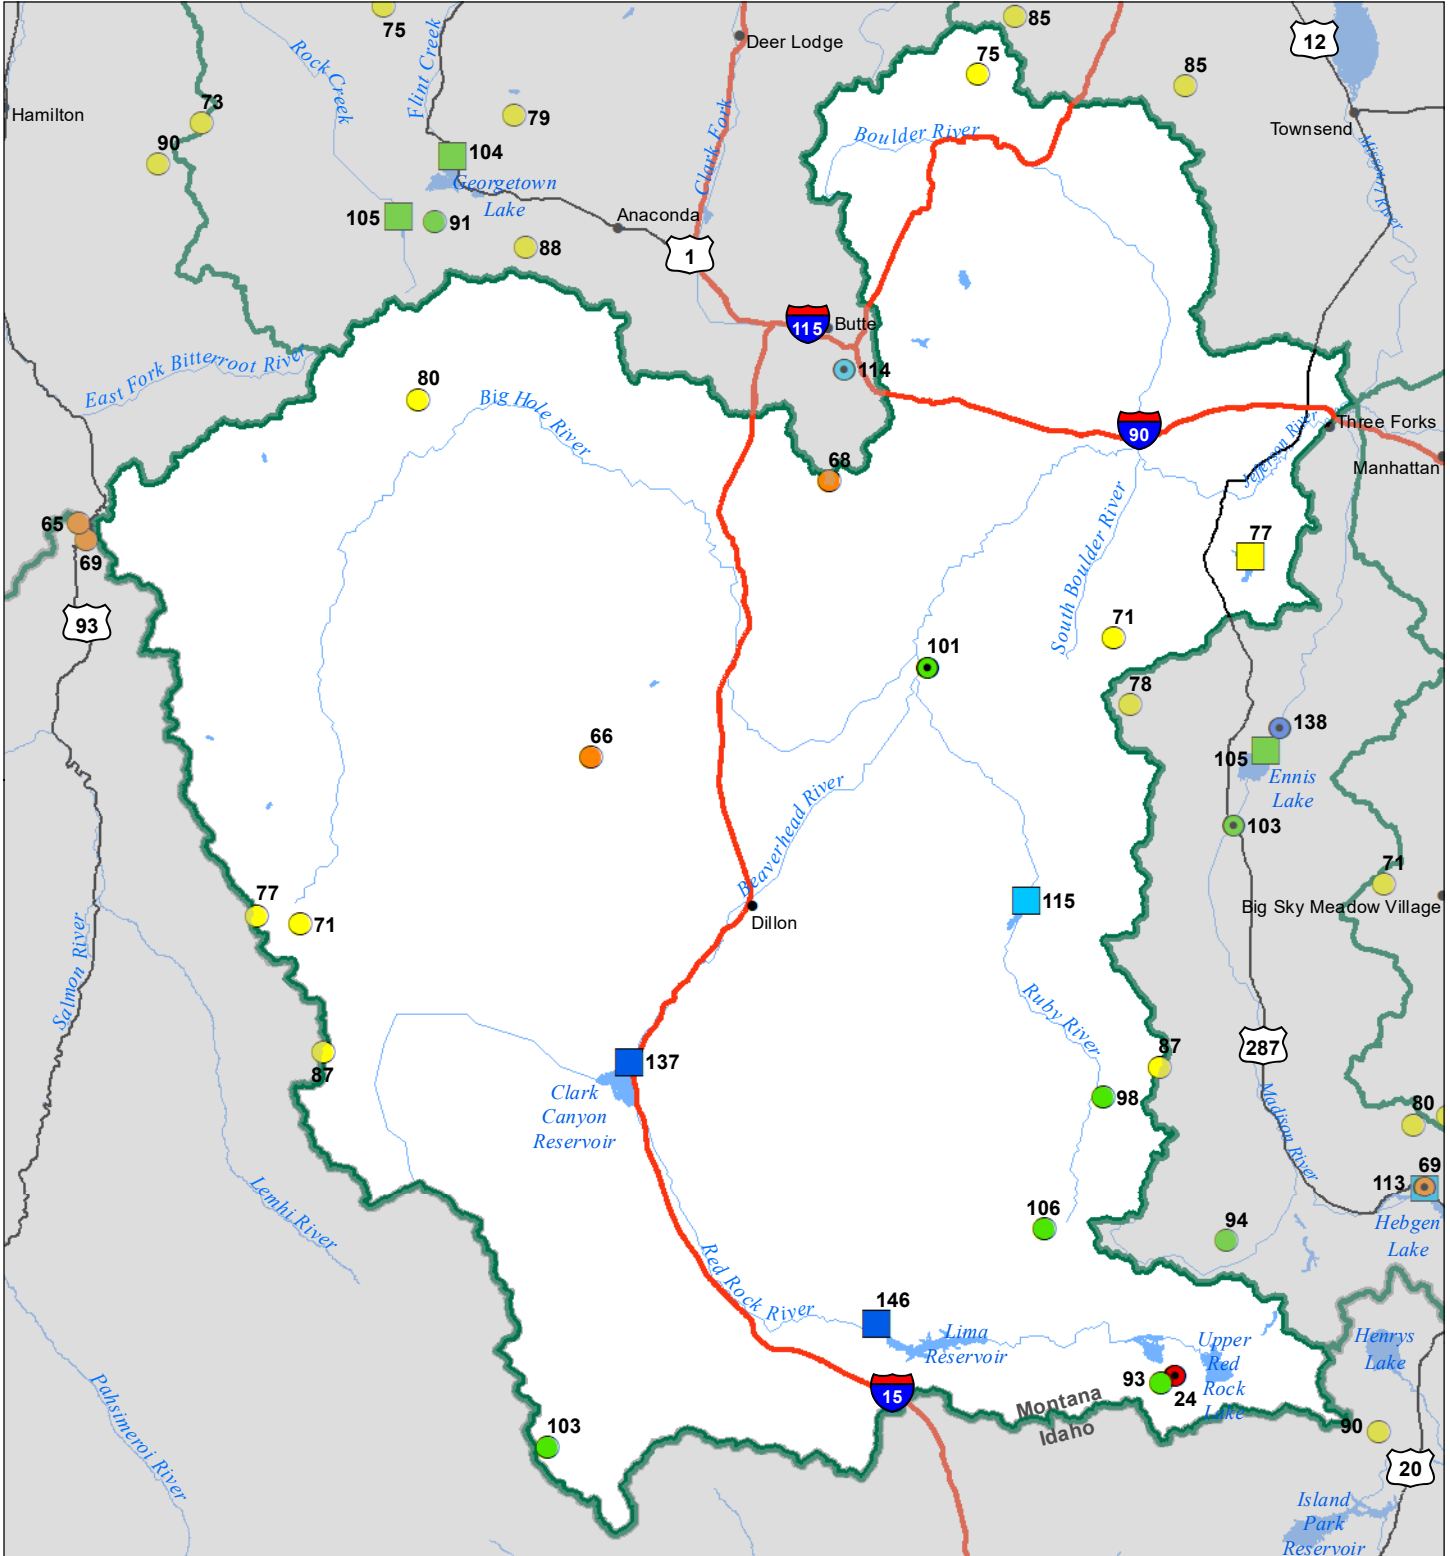 75
85
12
Deer Lodge
Rock Creek
Flint Creek
75
85
Hamilton
73
79
Clark Fork
Boulder River
Townsend
90
104
Missouri River
Georgetown
Lake
105
91
Anaconda
88
1
115
Butte
114
East Fork Bitterroot River
80
Big Hole River
90
Jefferson River
Three Forks
Manhattan
68
South Boulder River
65
69
77
93
71
101
78
138
66
105
Ennis
Lake
103
Beaverhead River
71
77
71
Dillon
115
Big Sky Meadow Village
Salmon River
Ruby River
287
87
137
87
Clark
Canyon
Reservoir
98
Madison River
80
Lemhi River
69
113
106
94
Hebgen
Lake
Red Rock River
146
Lima
Reservoir
Upper
Red
Rock
Lake
Henrys
Lake
93
24
15
Montana
Idaho
Pahsimeroi River
103
90
20
Island
Park
Reservoir